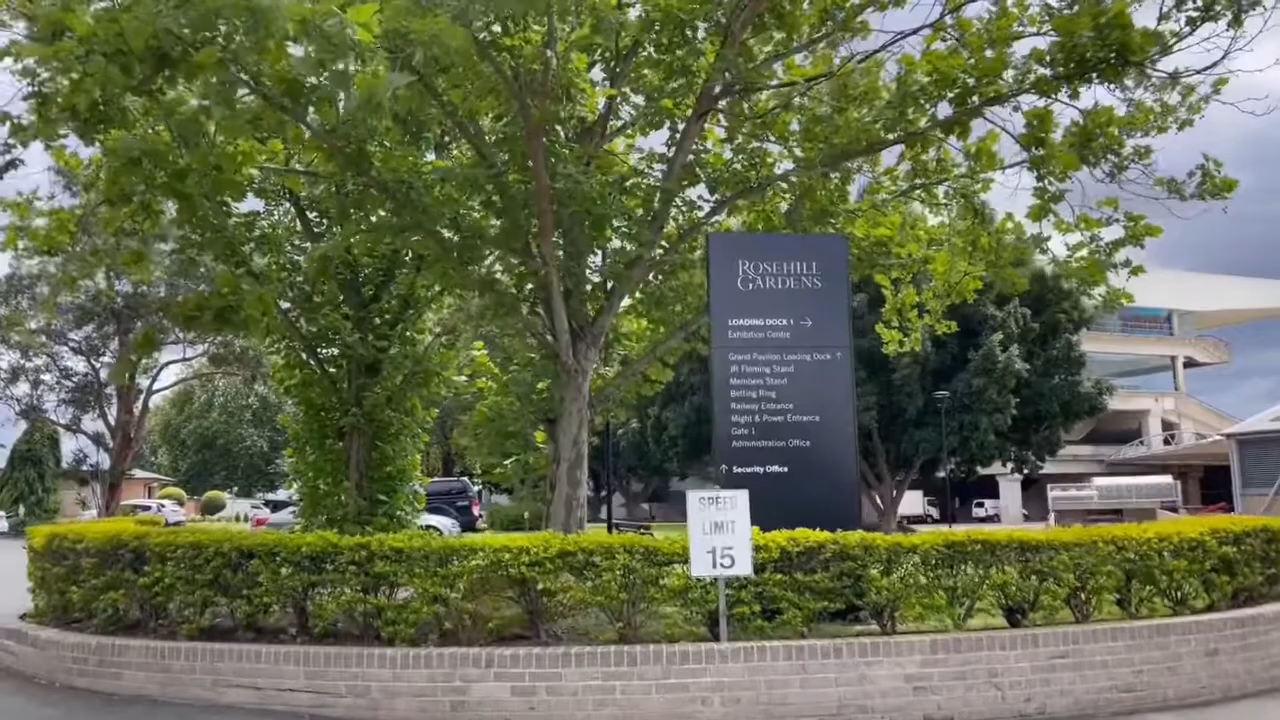 ROSEHILL
GARDENS
LOADING DOCK 1 →
Exhibition Centre
Grand Pavilion Loading Dock ↑
JR Fleming Stand
Members Stand
Betting Ring
Railway Entrance
Might & Power Entrance
Gate 1
Administration Office
↑ Security Office
SPEED
LIMIT
15